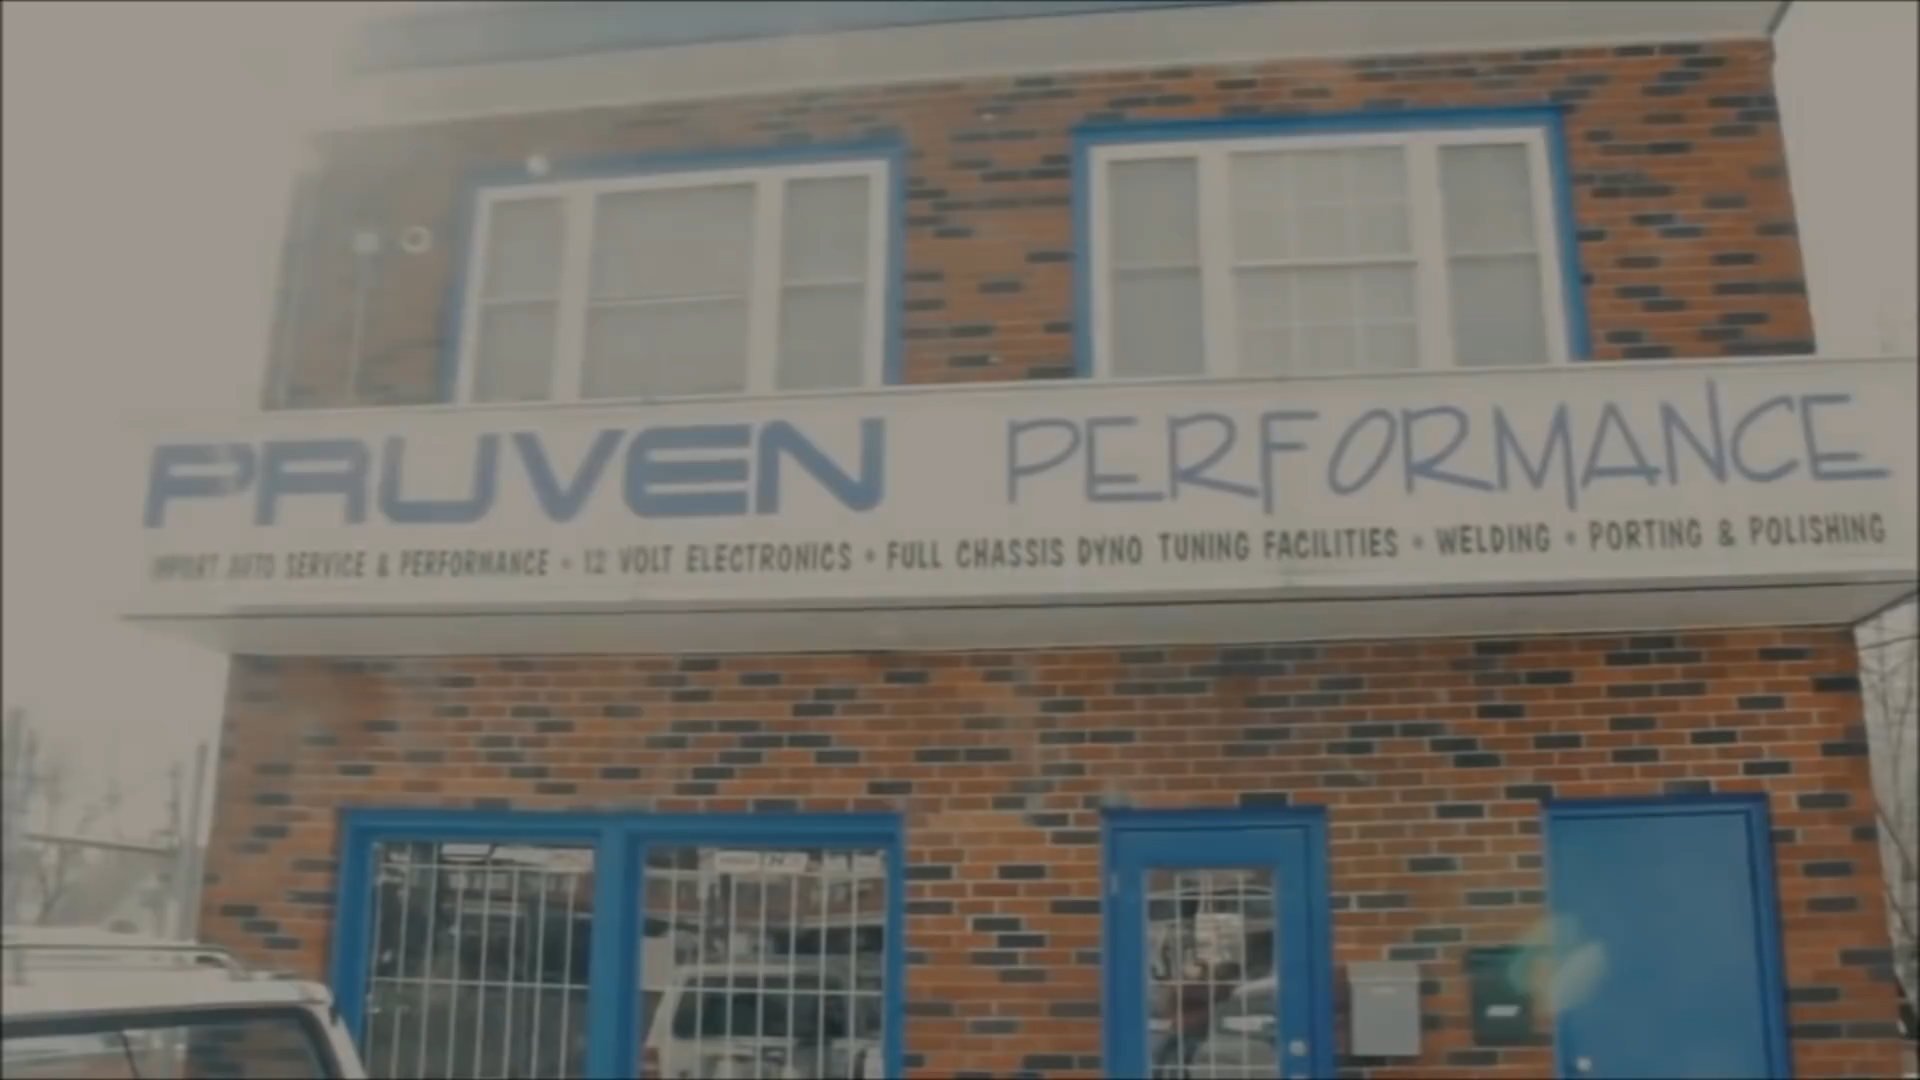 PRUVEN PERFORMANCE
IMPORT AUTO SERVICE & PERFORMANCE • 12 VOLT ELECTRONICS • FULL CHASSIS DYNO TUNING FACILITIES • WELDING • PORTING & POLISHING